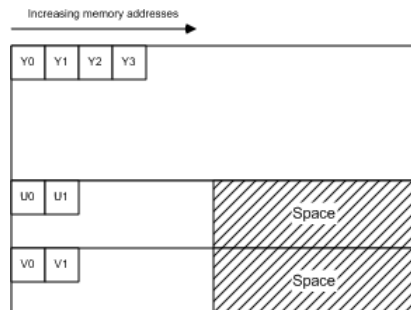 Increasing memory addresses
Y0 Y1 Y2 Y3
U0 U1
Space
V0 V1
Space